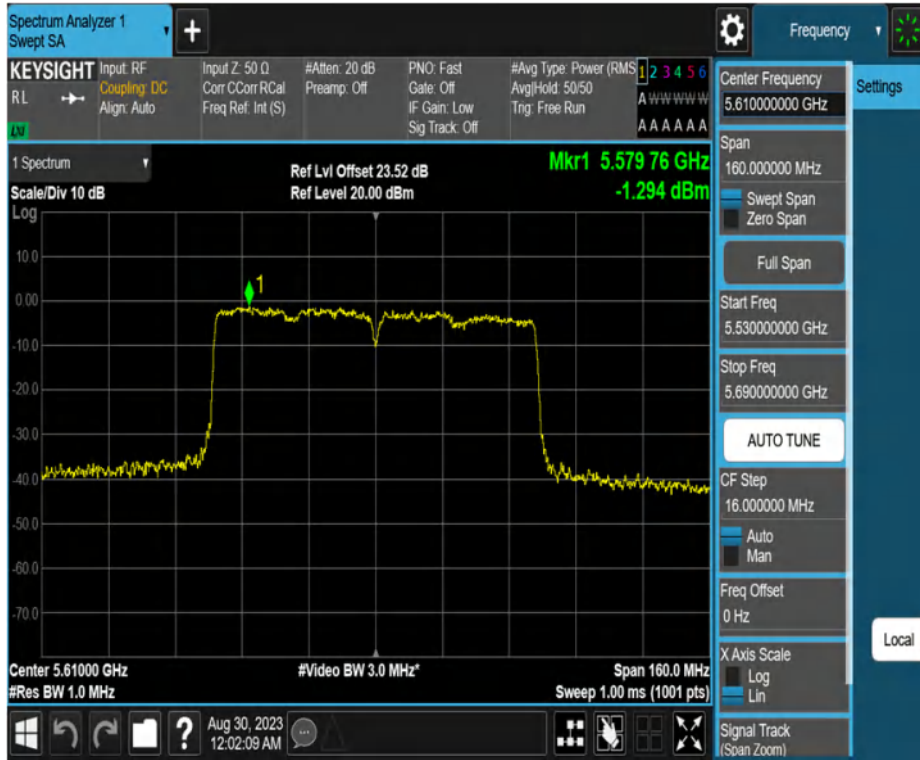 Spectrum Analyzer 1
Swept SA
+
Frequency
KEYSIGHT
RL
LXI
Input: RF
Coupling: DC
Align: Auto
Input Z: 50 Ω
Corr CCorr RCal
Freq Ref: Int (S)
#Atten: 20 dB
Preamp: Off
PNO: Fast
Gate: Off
IF Gain: Low
Sig Track: Off
#Avg Type: Power (RMS
Avg|Hold: 50/50
Trig: Free Run
1 2 3 4 5 6
A W W W W W
A A A A A A
1 Spectrum
Scale/Div 10 dB
Log
Ref Lvl Offset 23.52 dB
Ref Level 20.00 dBm
Mkr1 5.579 76 GHz
-1.294 dBm
10.0
1
0.00
-10.0
-20.0
-30.0
-40.0
-50.0
-60.0
-70.0
Center 5.61000 GHz
#Res BW 1.0 MHz
#Video BW 3.0 MHz*
Span 160.0 MHz
Sweep 1.00 ms (1001 pts)
?
Aug 30, 2023
12:02:09 AM
Center Frequency
5.610000000 GHz
Span
160.000000 MHz
Swept Span
Zero Span
Full Span
Start Freq
5.530000000 GHz
Stop Freq
5.690000000 GHz
AUTO TUNE
CF Step
16.000000 MHz
Auto
Man
Freq Offset
0 Hz
X Axis Scale
Log
Lin
Signal Track
(Span Zoom)
Settings
Local